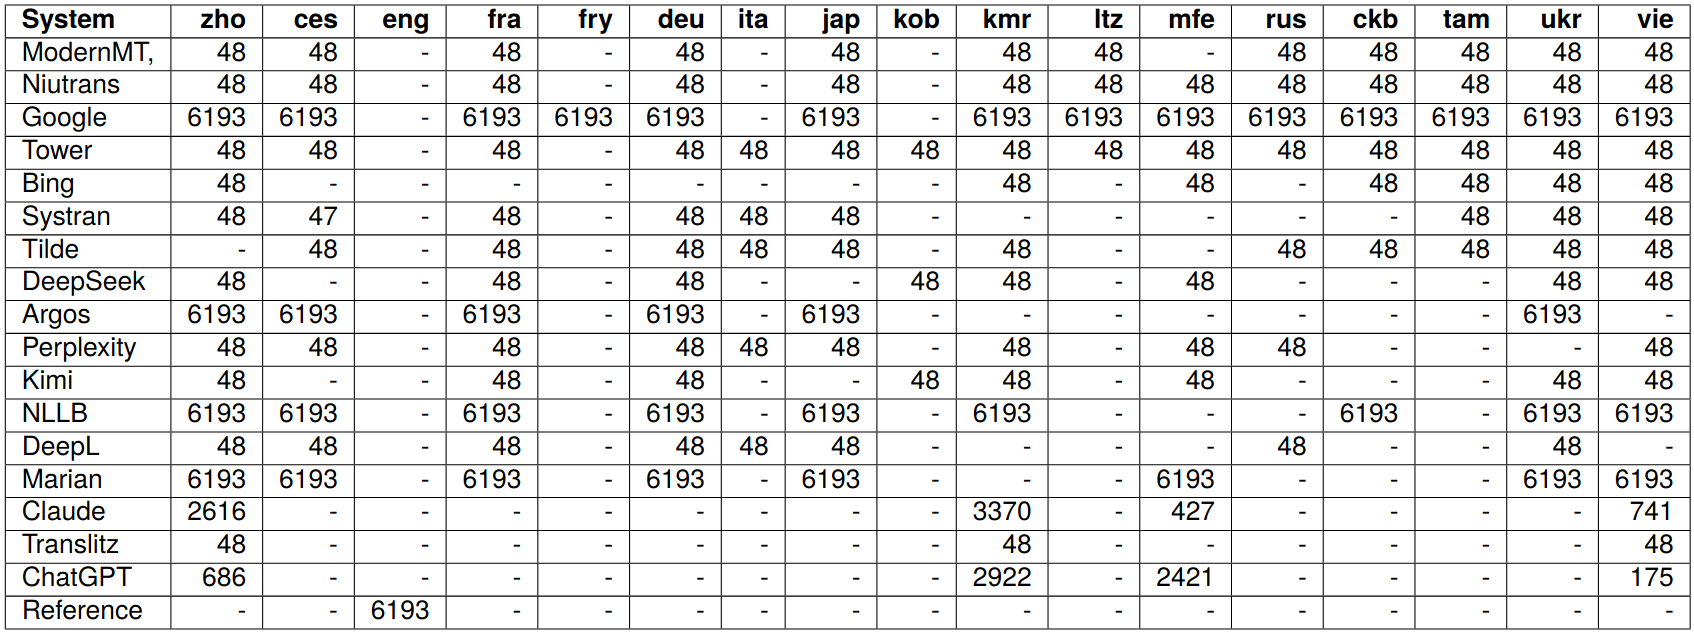 System zho ces eng fra fry deu ita jap kob kmr ltz mfe rus ckb tam ukr vie
ModernMT, 48 48 - 48 - 48 - 48 - 48 48 - 48 48 48 48 48
Niutrans 48 48 - 48 - 48 - 48 - 48 48 48 48 48 48 48 48
Google 6193 6193 - 6193 6193 6193 - 6193 - 6193 6193 6193 6193 6193 6193 6193 6193
Tower 48 48 - 48 - 48 48 48 48 48 48 48 48 48 48 48 48
Bing 48 - - - - - - - - 48 - 48 - 48 48 48 48
Systran 48 47 - 48 - 48 48 48 - - - - - - 48 48 48
Tilde - 48 - 48 - 48 48 48 - 48 - - 48 48 48 48 48
DeepSeek 48 - - 48 - 48 - - 48 48 - 48 - - - 48 48
Argos 6193 6193 - 6193 - 6193 - 6193 - - - - - - - 6193 -
Perplexity 48 48 - 48 - 48 48 48 - 48 - 48 48 - - - 48
Kimi 48 - - 48 - 48 - - 48 48 - 48 - - - 48 48
NLLB 6193 6193 - 6193 - 6193 - 6193 - 6193 - - - 6193 - 6193 6193
DeepL 48 48 - 48 - 48 48 48 - - - - 48 - - 48 -
Marian 6193 6193 - 6193 - 6193 - 6193 - - - 6193 - - - 6193 6193
Claude 2616 - - - - - - - - 3370 - 427 - - - - 741
Translitz 48 - - - - - - - - 48 - - - - - - 48
ChatGPT 686 - - - - - - - - 2922 - 2421 - - - - 175
Reference - - 6193 - - - - - - - - - - - - - -